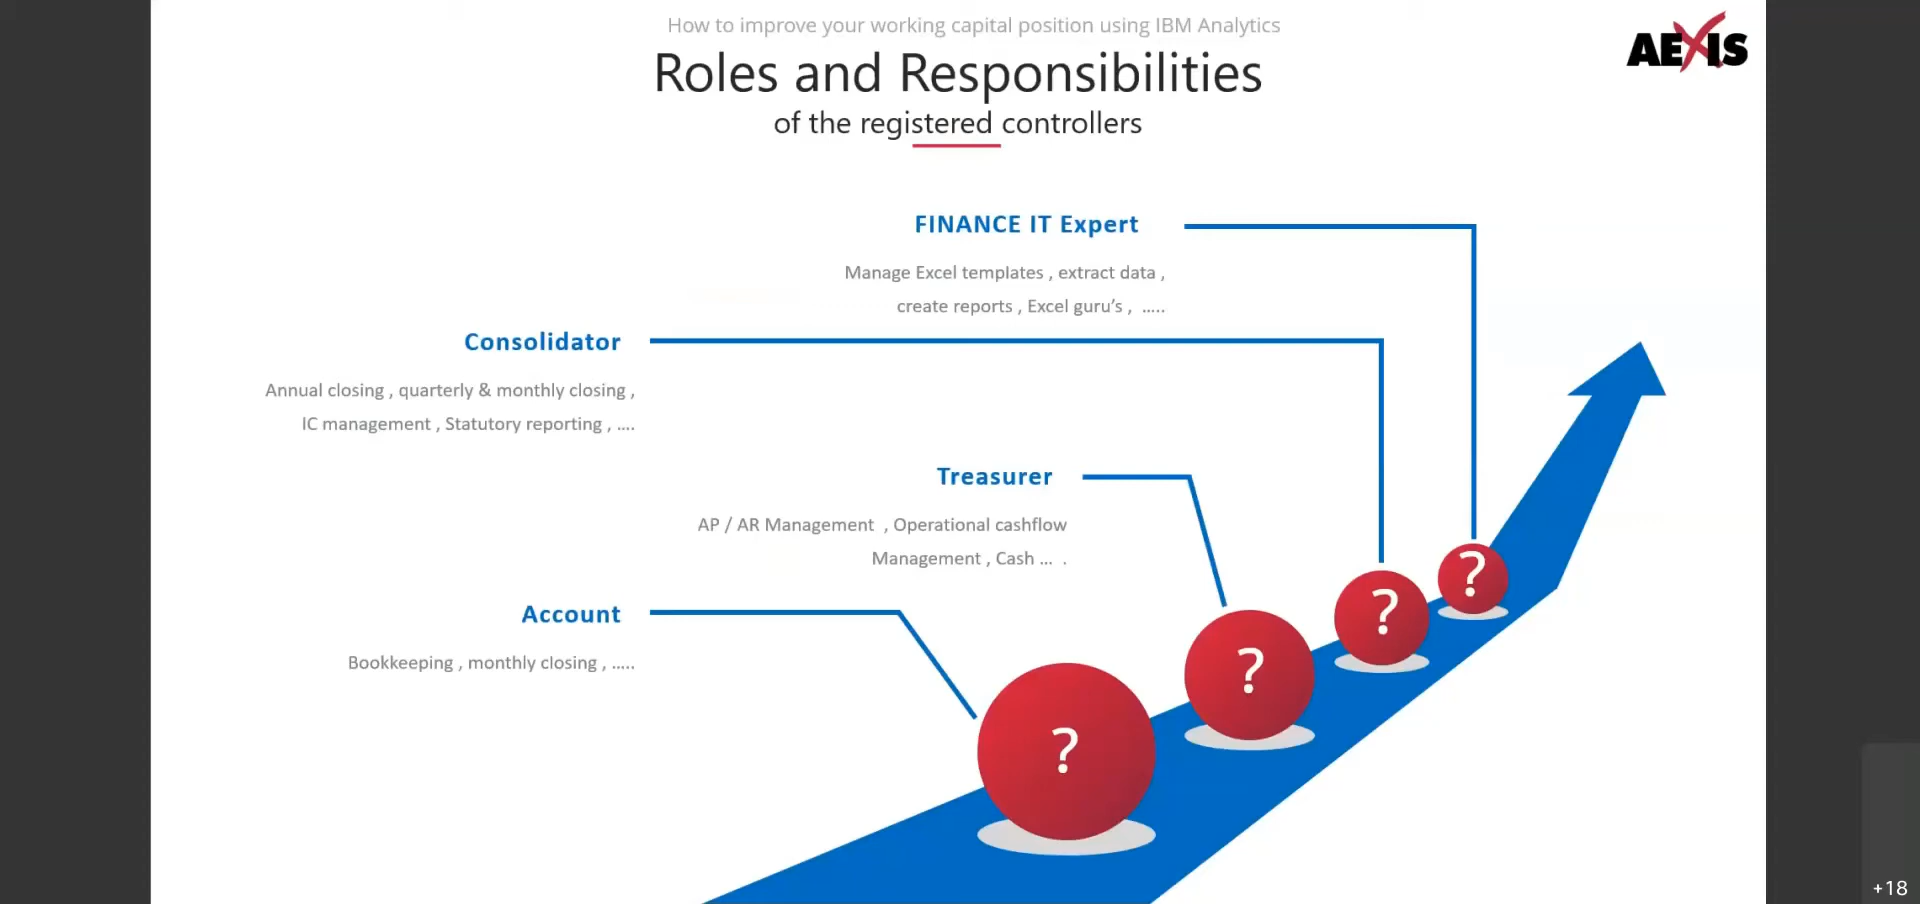 How to improve your working capital position using IBM Analytics
AEXIS
Roles and Responsibilities
of the registered controllers
FINANCE IT Expert
Manage Excel templates , extract data ,
create reports , Excel guru’s , .....
Consolidator
Annual closing , quarterly & monthly closing ,
IC management , Statutory reporting , ....
Treasurer
AP / AR Management , Operational cashflow
Management , Cash ... .
Account
Bookkeeping , monthly closing , .....
?
?
?
?
+18